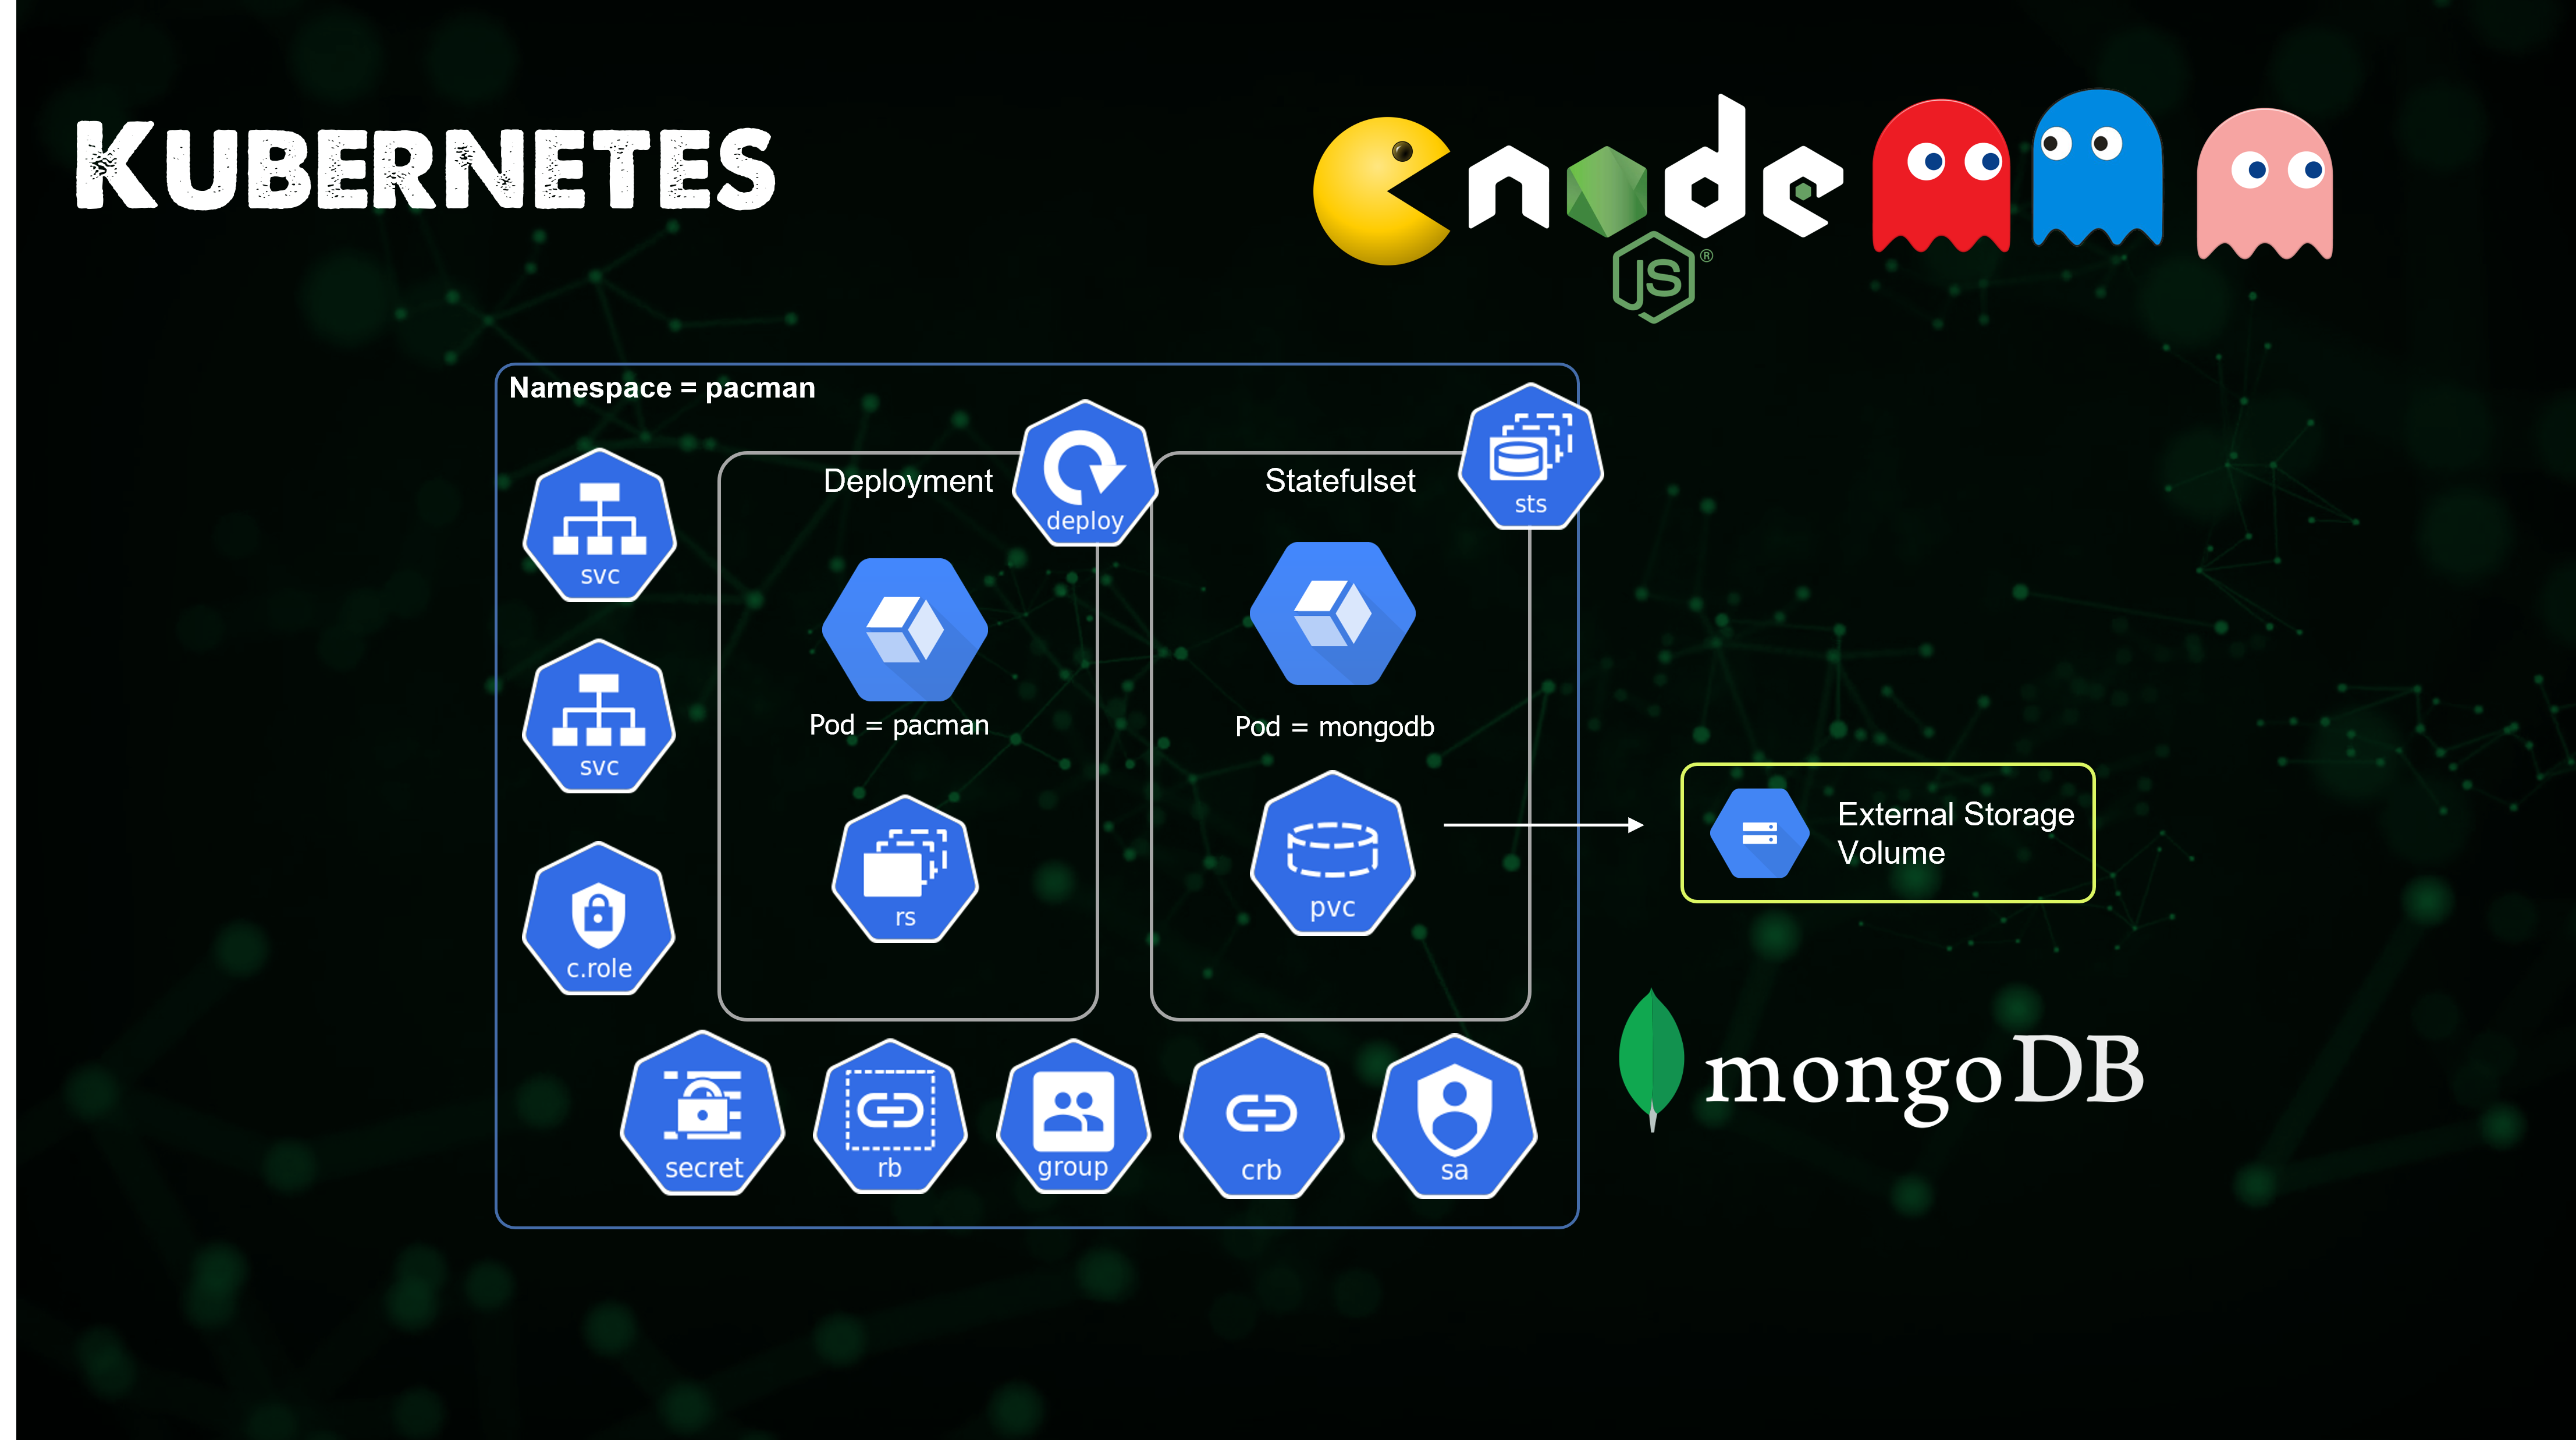 KUBERNETES
node
JS ®
Namespace = pacman
Deployment
deploy
Statefulset
sts
svc
svc
c.role
Pod = pacman
rs
Pod = mongodb
pvc
External Storage
Volume
secret
rb
group
crb
sa
mongoDB